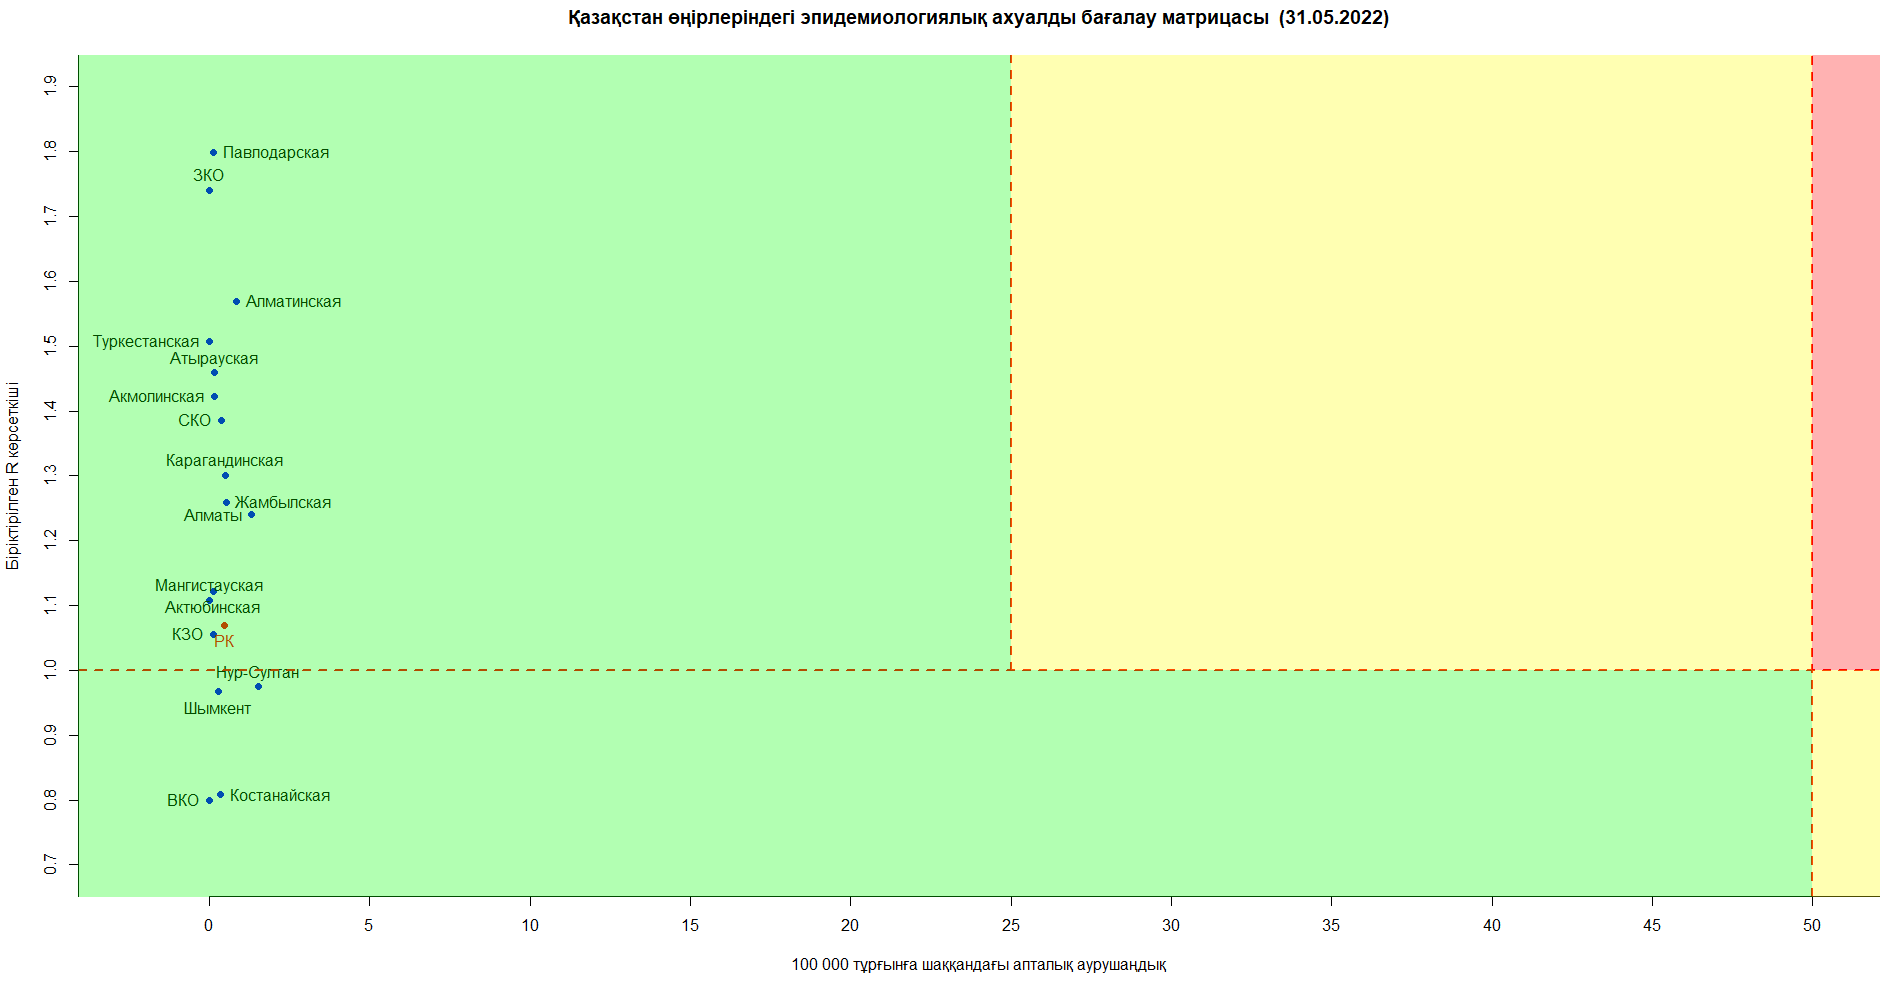 Қазақстан өңірлеріндегі эпидемиологиялық ахуалды бағалау матрицасы (31.05.2022)
Біріктірілген R көрсеткіші
1.9
1.8
1.7
1.6
1.5
1.4
1.3
1.2
1.1
1.0
0.9
0.8
0.7
Павлодарская
ЗКО
Алматинская
Туркестанская
Атырауская
Акмолинская
СКО
Карагандинская
Жамбылская
Алматы
Мангистауская
Актюбинская
КЗО
РК
Нур-Султан
Шымкент
ВКО
Костанайская
0 5 10 15 20 25 30 35 40 45 50
100 000 тұрғынға шаққандағы апталық аурушаңдық